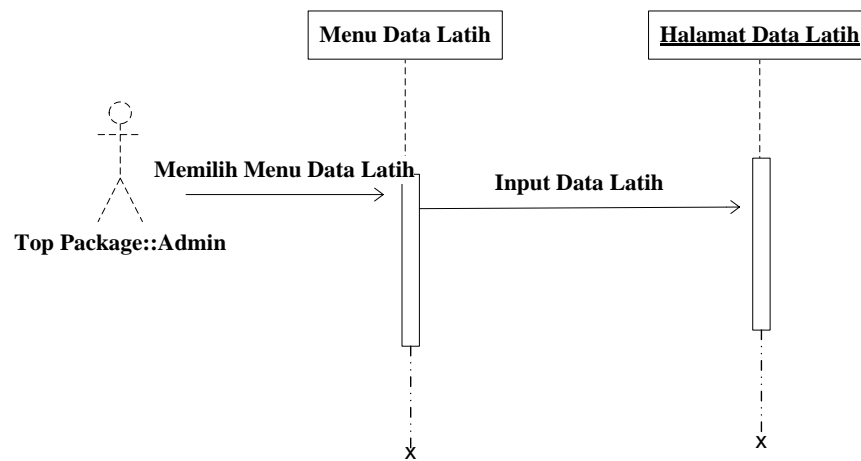 Menu Data Latih
Halamat Data Latih
Memilih Menu Data Latih
Input Data Latih
Top Package::Admin
x
x